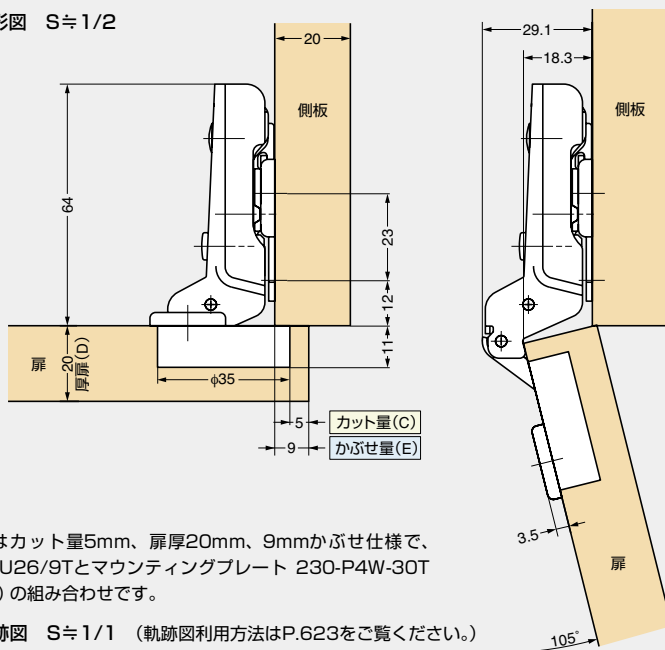 形図 S≒1/2
20
側板
64
23
12
11
扉
20
厚扉(D)
φ35
5
カット量(C)
9
かぶせ量(E)
29.1
18.3
側板
3.5
扉
105°
はカット量5mm、扉厚20mm、9mmかぶせ仕様で、
U26/9Tとマウンティングプレート 230-P4W-30T
)の組み合わせです。
跡図 S≒1/1 (軌跡図利用方法はP.623をご覧ください。)